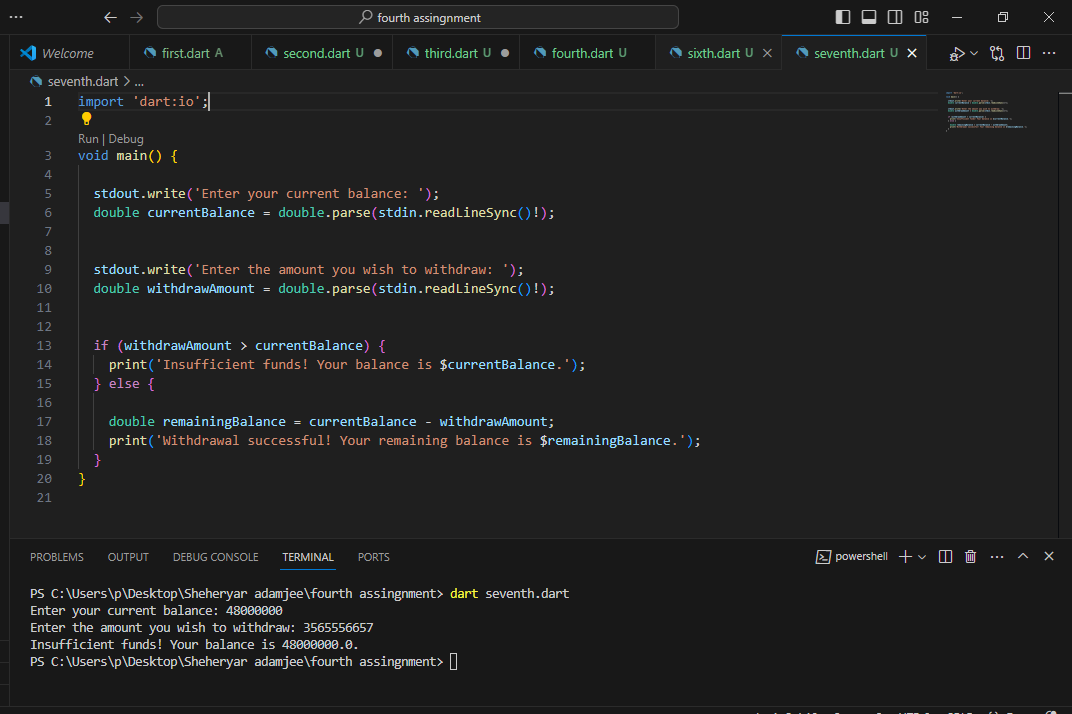 fourth assingnment
Welcome
first.dart A
second.dart U
third.dart U
fourth.dart U
sixth.dart U
seventh.dart U
seventh.dart > ...
1 import 'dart:io';
2
Run | Debug
3 void main() {
4
5 stdout.write('Enter your current balance: ');
6 double currentBalance = double.parse(stdin.readLineSync()!);
7
8
9 stdout.write('Enter the amount you wish to withdraw: ');
10 double withdrawAmount = double.parse(stdin.readLineSync()!);
11
12
13 if (withdrawAmount > currentBalance) {
14 print('Insufficient funds! Your balance is $currentBalance.');
15 } else {
16
17 double remainingBalance = currentBalance - withdrawAmount;
18 print('Withdrawal successful! Your remaining balance is $remainingBalance.');
19 }
20 }
21
PROBLEMS OUTPUT DEBUG CONSOLE TERMINAL PORTS
powershell
PS C:\Users\p\Desktop\Sheheryar adamjee\fourth assingnment> dart seventh.dart
Enter your current balance: 48000000
Enter the amount you wish to withdraw: 3565556657
Insufficient funds! Your balance is 48000000.0.
PS C:\Users\p\Desktop\Sheheryar adamjee\fourth assingnment>